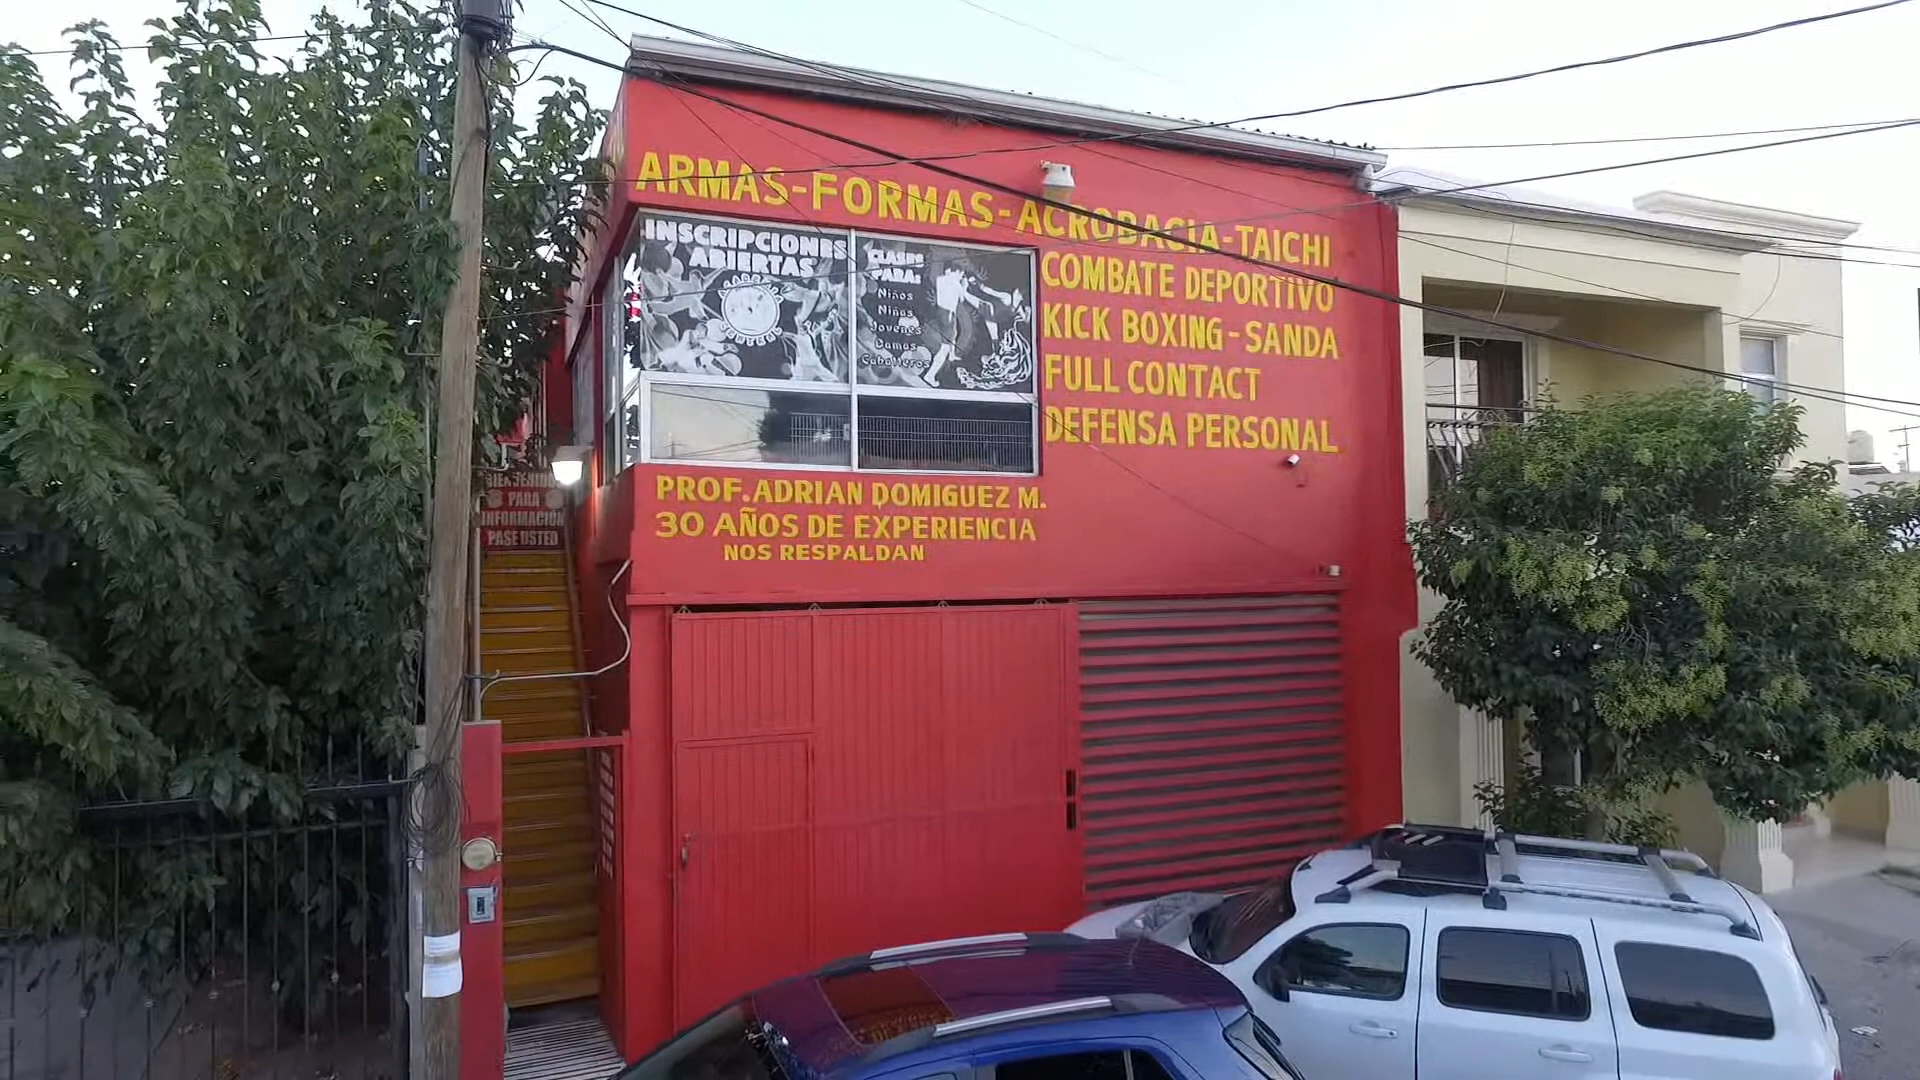 ARMAS-FORMAS-ACROBACIA-TAICHI
COMBATE DEPORTIVO
KICK BOXING-SANDA
FULL CONTACT
DEFENSA PERSONAL
INSCRIPCIONES
ABIERTAS
CLASES
PARA:
Niños
Niñas
Jovenes
Damas
Caballeros
PROF. ADRIAN DOMIGUEZ M.
30 AÑOS DE EXPERIENCIA
NOS RESPALDAN
BIENVENIDO
PARA
INFORMACION
PASE USTED